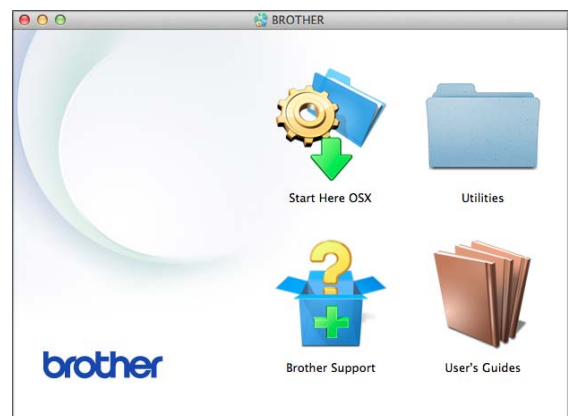 BROTHER
Start Here OSX
Utilities
Brother Support
User's Guides
brother